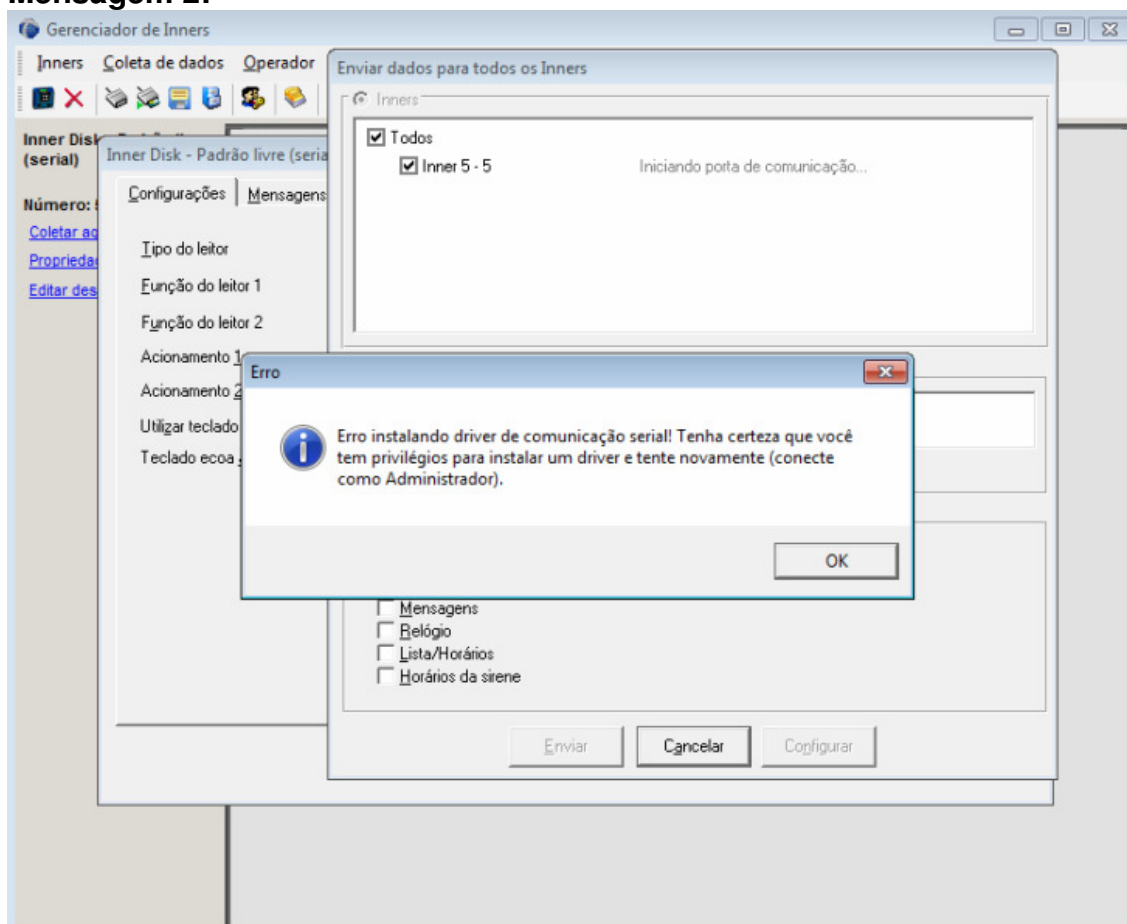 Mensagem 2:
Gerenciador de Inners
Inners Coleta de dados Operador
Enviar dados para todos os Inners
Inners
Todos
Inner 5 - 5 Iniciando porta de comunicação...
Inner Disk
(serial)
Número:
Coletar
Editar
Inner Disk - Padrão livre
Configurações Mensagens
Tipo do leitor
Função do leitor 1
Função do leitor 2
Acionamento 1
Acionamento 2
Utilizar teclado
Teclado ecoa
Erro
Erro instalando driver de comunicação serial! Tenha certeza que você
tem privilégios para instalar um driver e tente novamente (conecte
como Administrador).
OK
Mensagens
Relógio
Lista/Horários
Horários da sirene
Enviar Cancelar Configurar